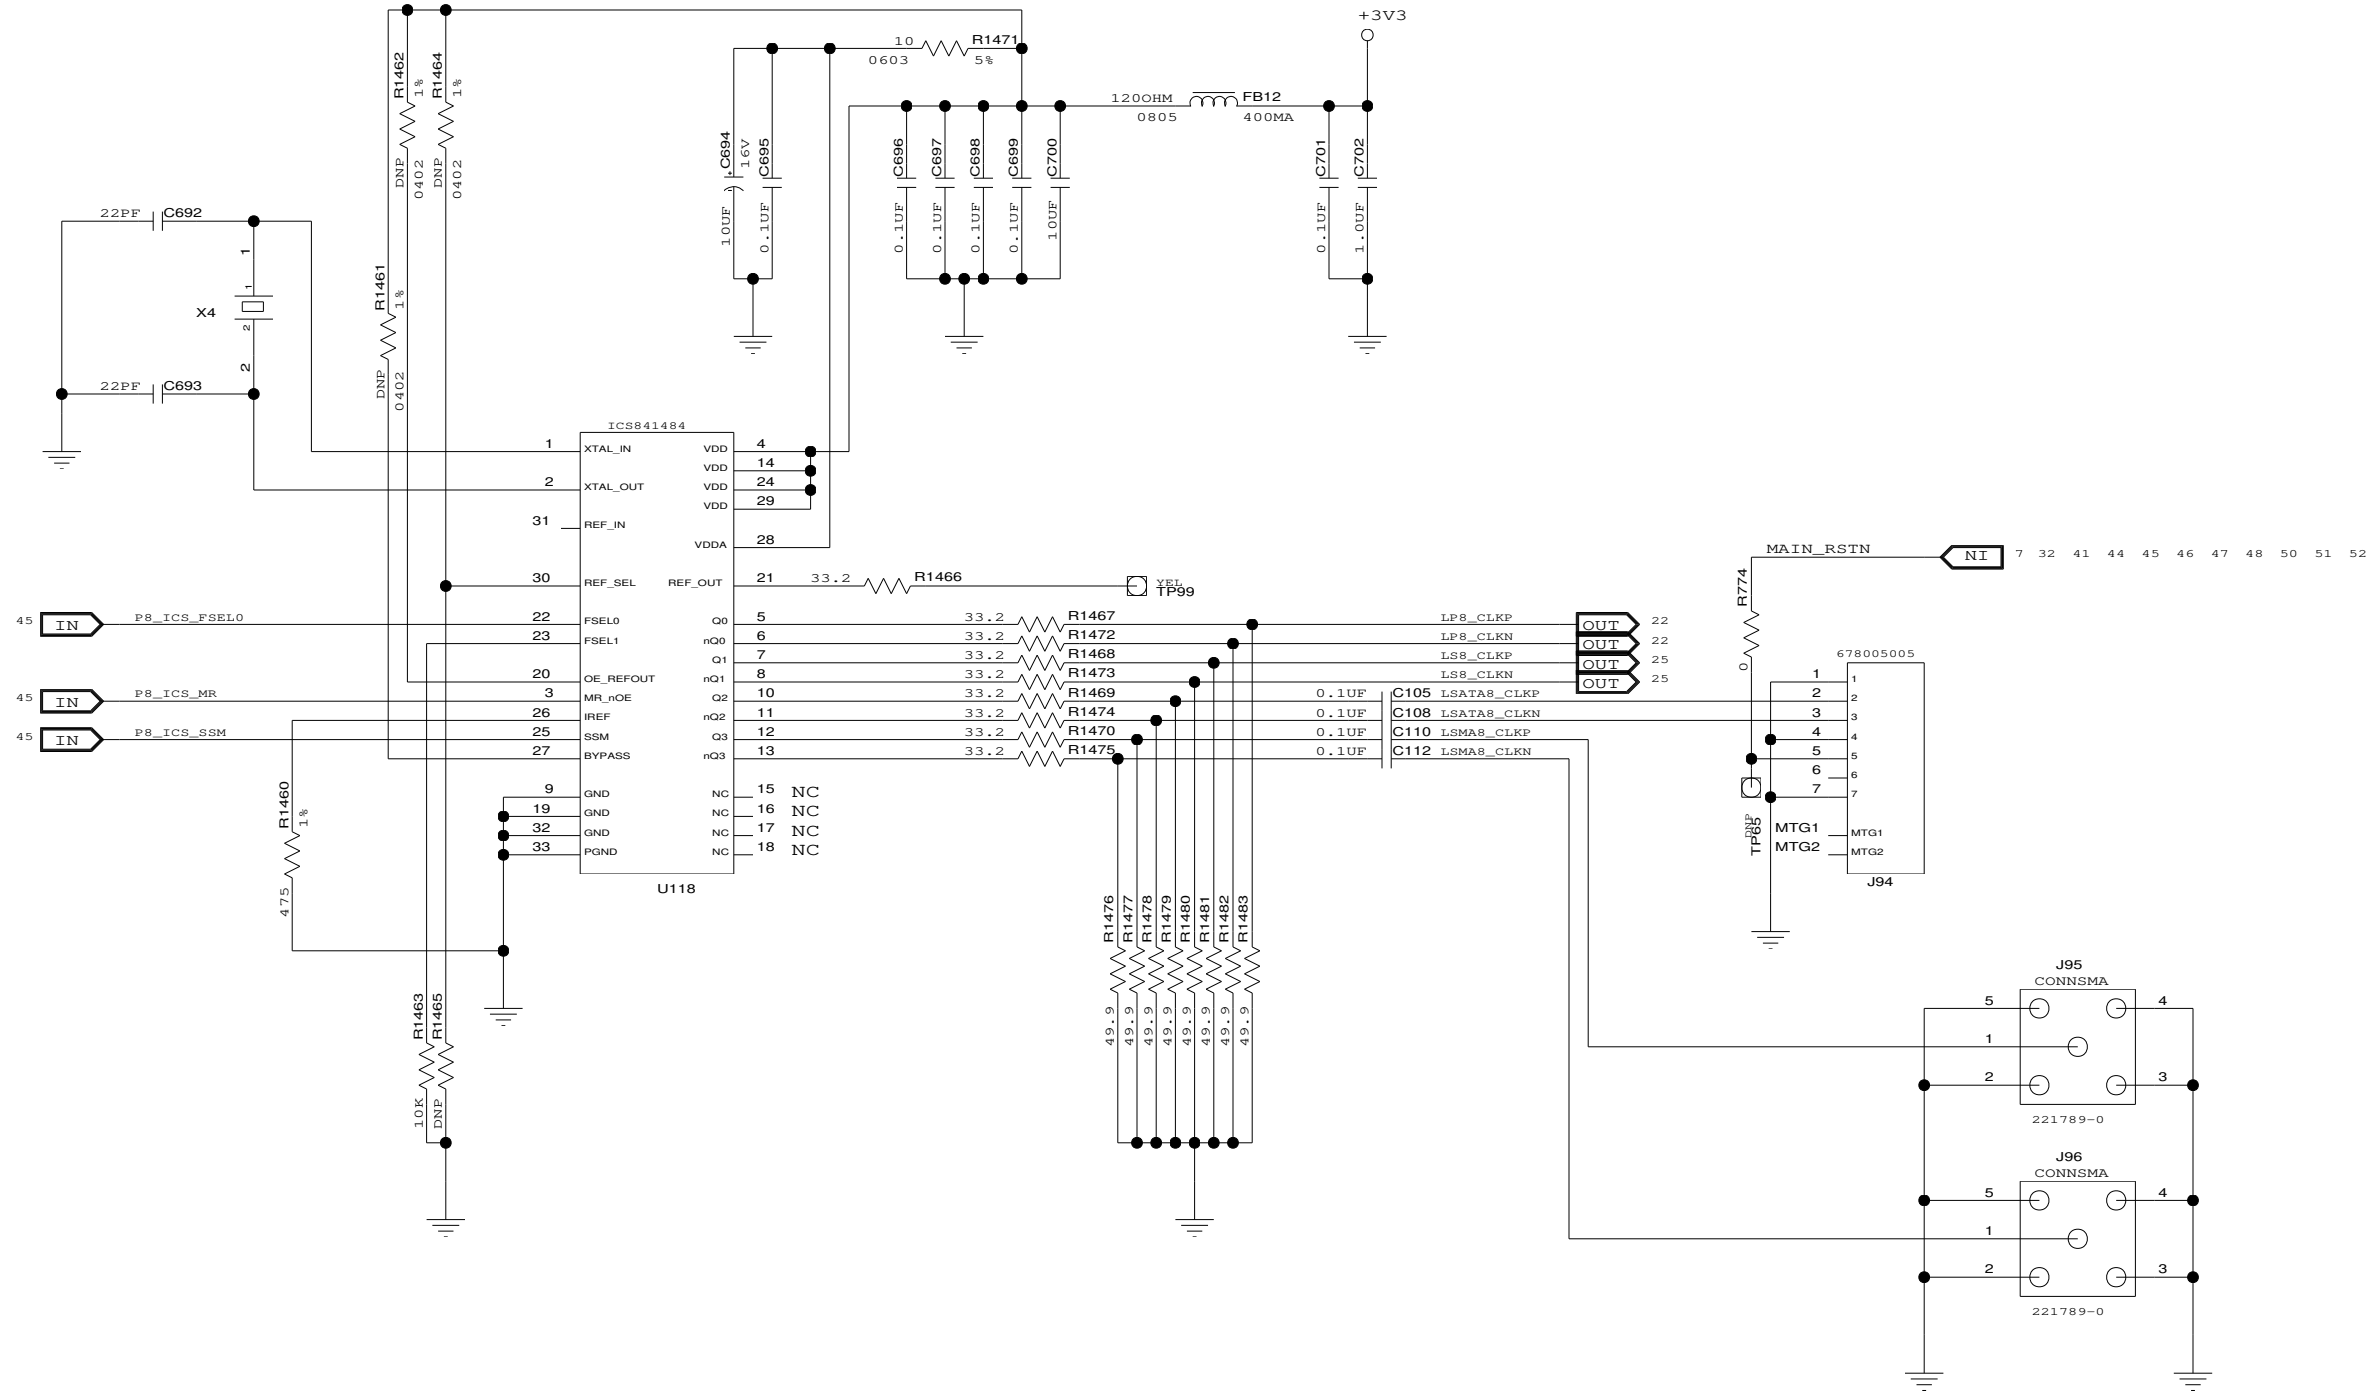 +3V3
10
R1471
0603
5%
R1462
1%
R1464
1%
DNP
0402
DNP
0402
120OHM
FB12
0805
400MA
C694
16V
C695
10UF
0.1UF
C696
C697
C698
C699
C700
0.1UF
0.1UF
0.1UF
0.1UF
10UF
C701
C702
0.1UF
1.0UF
22PF
C692
1
1
X4
2
2
22PF
C693
R1461
1%
DNP
0402
ICS841484
1
XTAL_IN
VDD
4
VDD
14
2
XTAL_OUT
VDD
24
VDD
29
31
REF_IN
VDDA
28
30
REF_SEL
REF_OUT
21
33.2
R1466
YEL
TP99
45
IN
P8_ICS_FSEL0
22
FSEL0
Q0
5
33.2
R1467
LP8_CLKP
OUT
22
23
FSEL1
nQ0
6
33.2
R1472
LP8_CLKN
OUT
22
Q1
7
33.2
R1468
LS8_CLKP
OUT
25
20
OE_REFOUT
nQ1
8
33.2
R1473
LS8_CLKN
OUT
25
45
IN
P8_ICS_MR
3
MR_nOE
Q2
10
33.2
R1469
0.1UF
C105
LSATA8_CLKP
26
IREF
nQ2
11
33.2
R1474
0.1UF
C108
LSATA8_CLKN
45
IN
P8_ICS_SSM
25
SSM
Q3
12
33.2
R1470
0.1UF
C110
LSMA8_CLKP
27
BYPASS
nQ3
13
33.2
R1475
0.1UF
C112
LSMA8_CLKN
9
GND
NC
15
NC
19
GND
NC
16
NC
32
GND
NC
17
NC
33
PGND
NC
18
NC
U118
R1460
1%
475
R1463
R1465
10K
DNP
R1476
R1477
R1478
R1479
R1480
R1481
R1482
R1483
49.9
49.9
49.9
49.9
49.9
49.9
49.9
49.9
MAIN_RSTN
NI
7 32 41 44 45 46 47 48 50 51 52
R774
0
678005005
1
1
2
2
3
3
4
4
5
5
6
6
7
7
MTG1
MTG1
MTG2
MTG2
J94
DNP
TP65
J95
CONNSMA
5
4
1
2
3
221789-0
J96
CONNSMA
5
4
1
2
3
221789-0